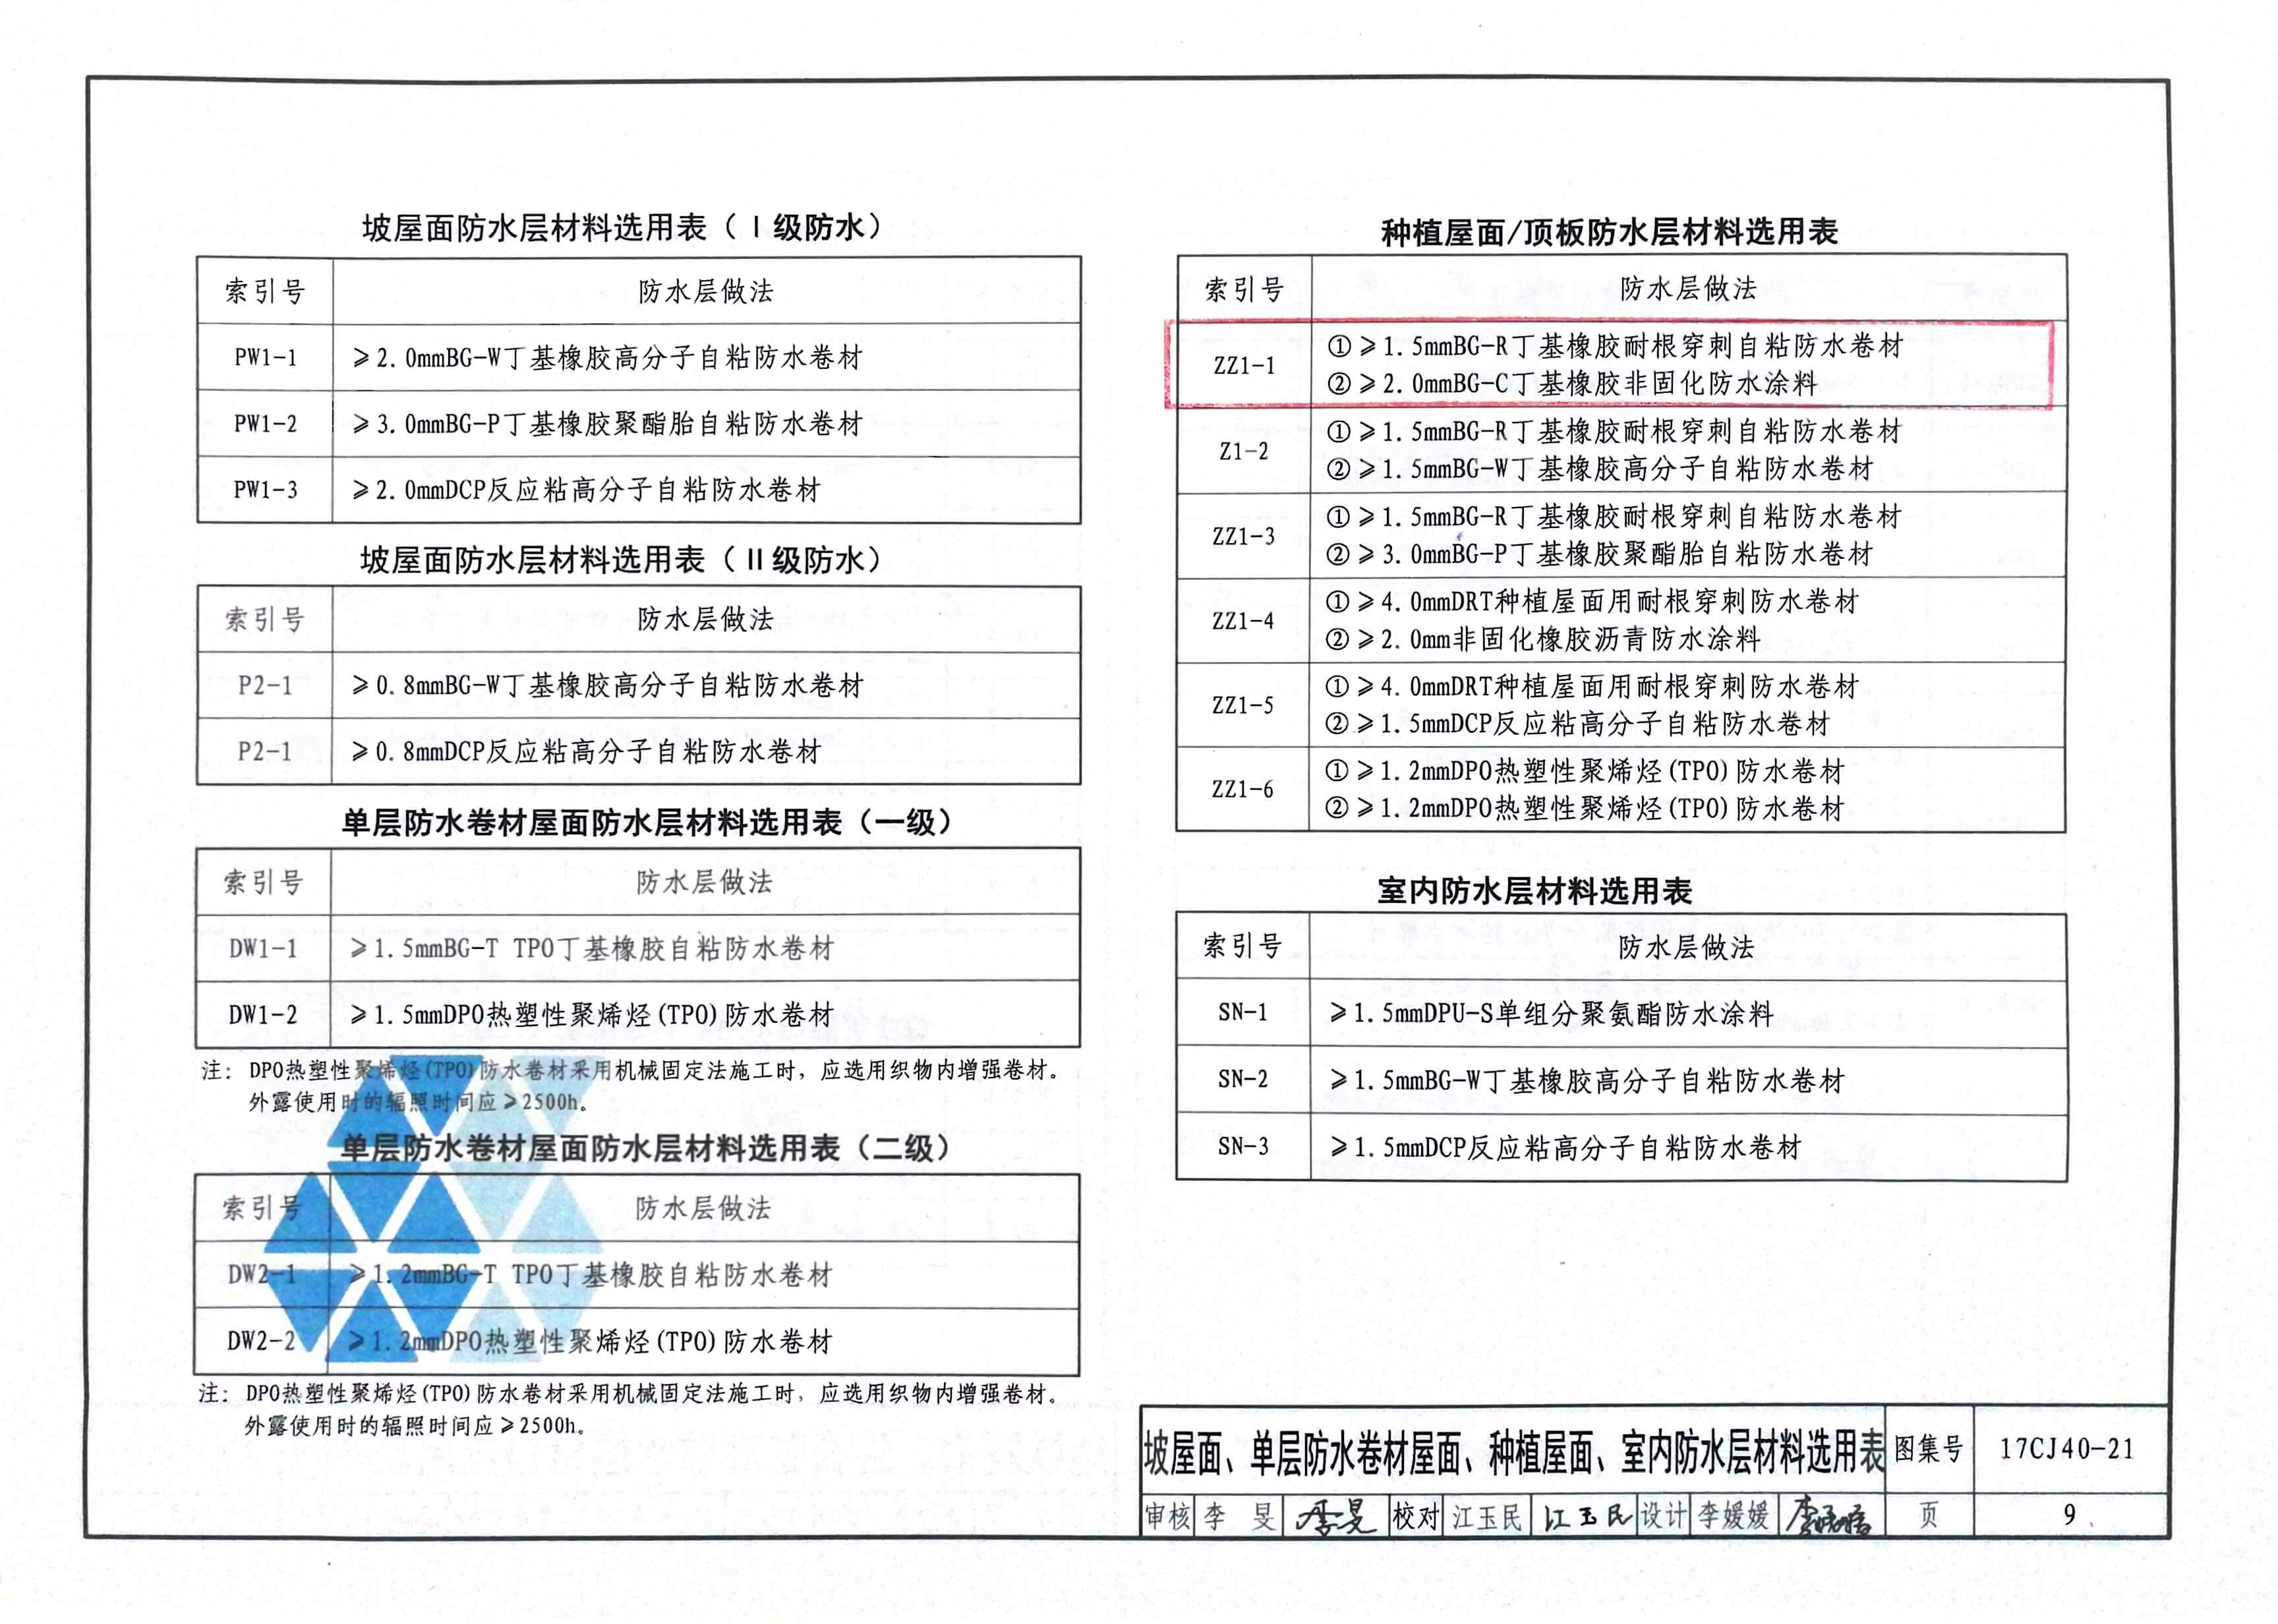 坡屋面防水层材料选用表（Ⅰ级防水）
索引号 防水层做法
PW1-1 ≥2.0mmBG-W丁基橡胶高分子自粘防水卷材
PW1-2 ≥3.0mmBG-P丁基橡胶聚酯胎自粘防水卷材
PW1-3 ≥2.0mmDCP反应粘高分子自粘防水卷材
坡屋面防水层材料选用表（Ⅱ级防水）
索引号 防水层做法
P2-1 ≥0.8mmBG-W丁基橡胶高分子自粘防水卷材
P2-1 ≥0.8mmDCP反应粘高分子自粘防水卷材
单层防水卷材屋面防水层材料选用表（一级）
索引号 防水层做法
DW1-1 ≥1.5mmBG-T TPO丁基橡胶自粘防水卷材
DW1-2 ≥1.5mmDPO热塑性聚烯烃(TPO)防水卷材
注：DPO热塑性聚烯烃(TPO)防水卷材采用机械固定法施工时，应选用织物内增强卷材。
外露使用时的辐照时间应≥2500h。
单层防水卷材屋面防水层材料选用表（二级）
索引号 防水层做法
DW2-1 ≥1.2mmBG-T TPO丁基橡胶自粘防水卷材
DW2-2 ≥1.2mmDPO热塑性聚烯烃(TPO)防水卷材
注：DPO热塑性聚烯烃(TPO)防水卷材采用机械固定法施工时，应选用织物内增强卷材。
外露使用时的辐照时间应≥2500h。
种植屋面/顶板防水层材料选用表
索引号 防水层做法
ZZ1-1 ①≥1.5mmBG-R丁基橡胶耐根穿刺自粘防水卷材
②≥2.0mmBG-C丁基橡胶非固化防水涂料
Z1-2 ①≥1.5mmBG-R丁基橡胶耐根穿刺自粘防水卷材
②≥1.5mmBG-W丁基橡胶高分子自粘防水卷材
ZZ1-3 ①≥1.5mmBG-R丁基橡胶耐根穿刺自粘防水卷材
②≥3.0mmBG-P丁基橡胶聚酯胎自粘防水卷材
ZZ1-4 ①≥4.0mmDRT种植屋面用耐根穿刺防水卷材
②≥2.0mm非固化橡胶沥青防水涂料
ZZ1-5 ①≥4.0mmDRT种植屋面用耐根穿刺防水卷材
②≥1.5mmDCP反应粘高分子自粘防水卷材
ZZ1-6 ①≥1.2mmDPO热塑性聚烯烃(TPO)防水卷材
②≥1.2mmDPO热塑性聚烯烃(TPO)防水卷材
室内防水层材料选用表
索引号 防水层做法
SN-1 ≥1.5mmDPU-S单组分聚氨酯防水涂料
SN-2 ≥1.5mmBG-W丁基橡胶高分子自粘防水卷材
SN-3 ≥1.5mmDCP反应粘高分子自粘防水卷材
坡屋面、单层防水卷材屋面、种植屋面、室内防水层材料选用表 图集号 17CJ40-21
审核 李 旻 李旻 校对 江玉民 江玉民 设计 李媛媛 页 9